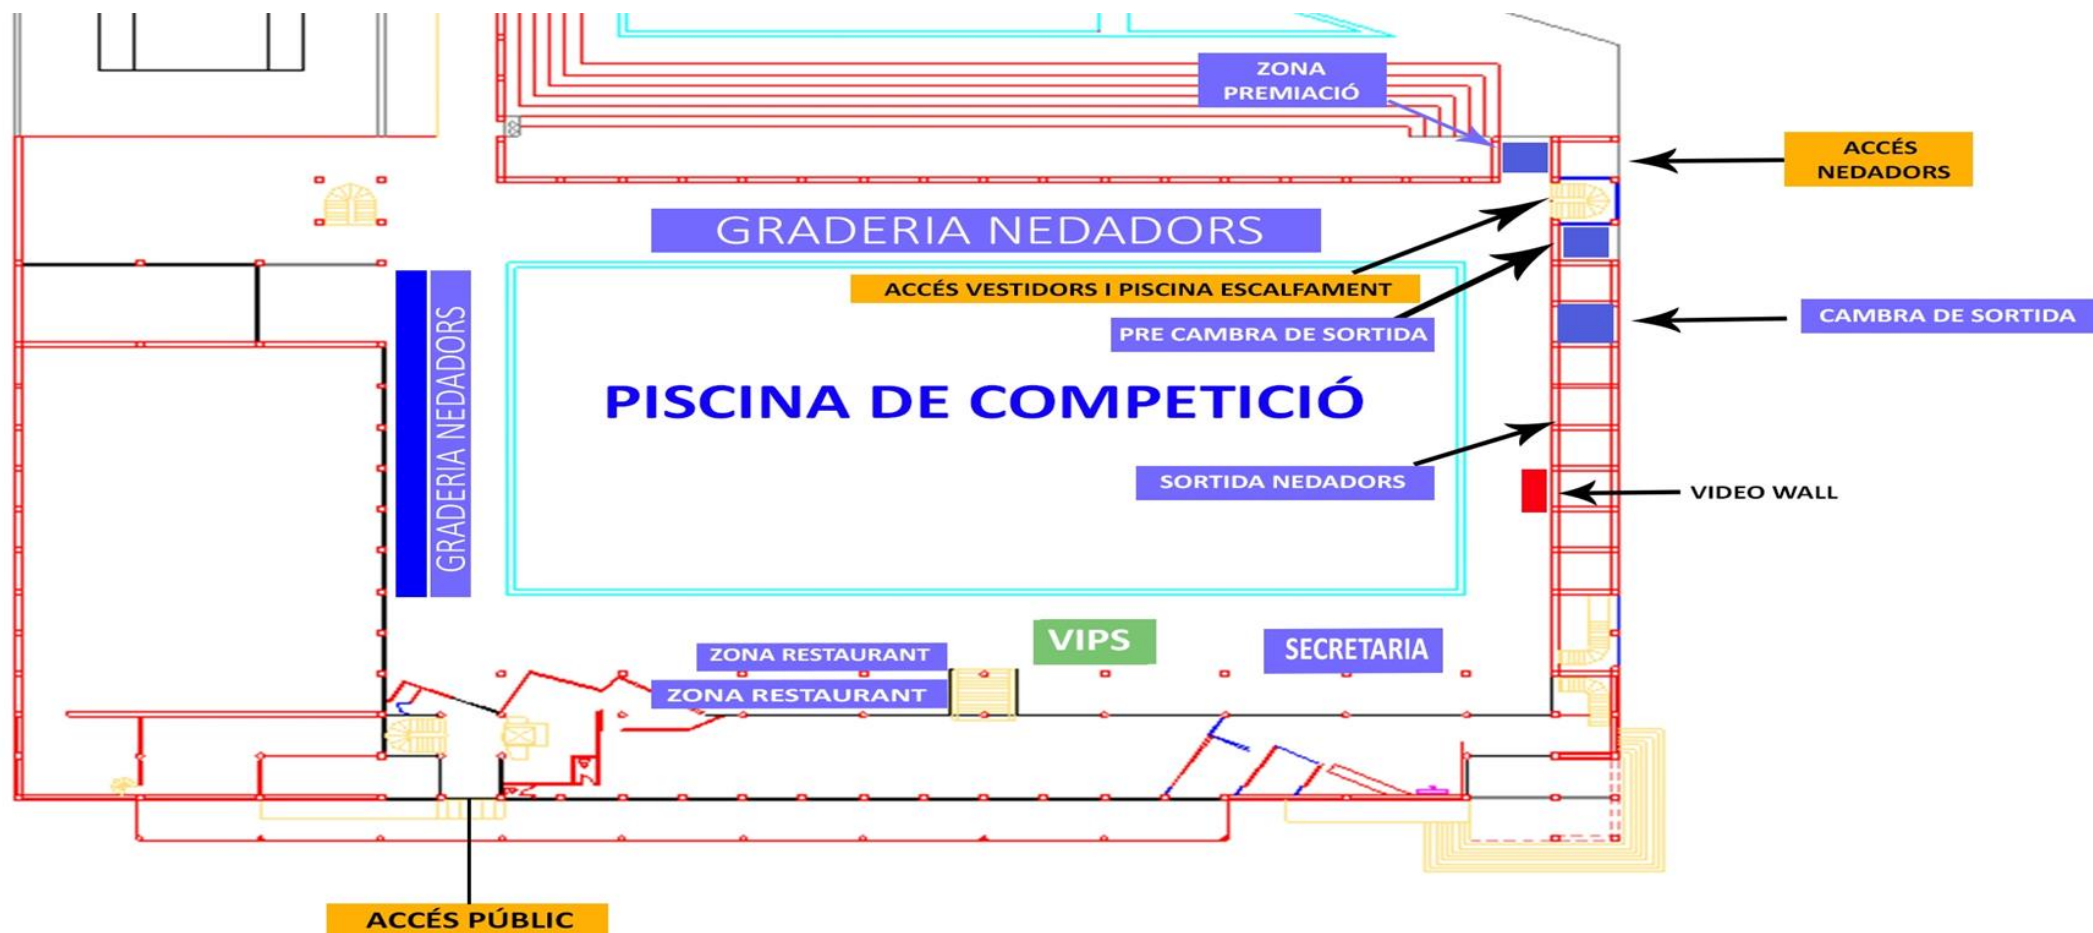 ZONA
PREMIACIÓ
ACCÉS
NEDADORS
GRADERIA NEDADORS
ACCÉS VESTIDORS I PISCINA ESCALFAMENT
PRE CAMBRA DE SORTIDA
CAMBRA DE SORTIDA
GRADERIA NEDADORS
PISCINA DE COMPETICIÓ
SORTIDA NEDADORS
VIDEO WALL
VIPS
SECRETARIA
ZONA RESTAURANT
ZONA RESTAURANT
ACCÉS PÚBLIC